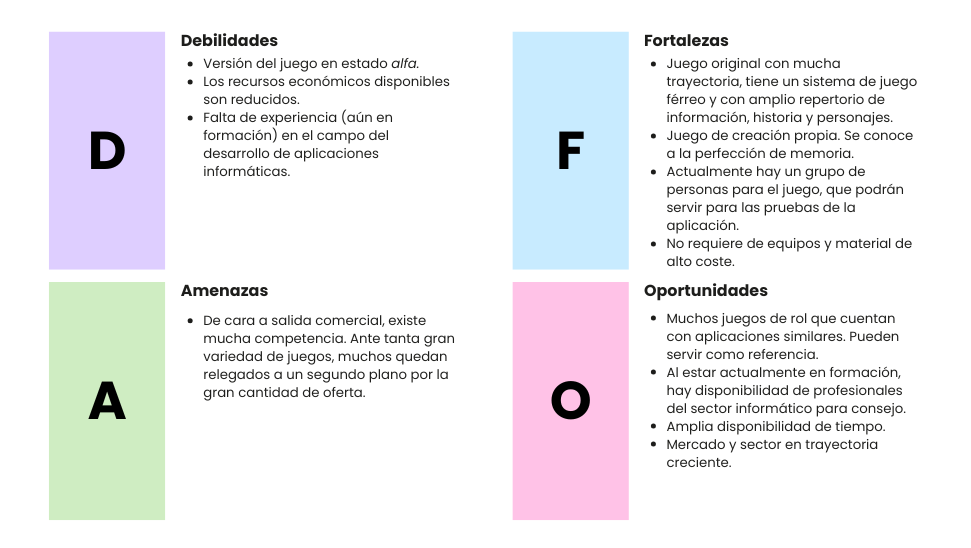 D
Debilidades
• Versión del juego en estado alfa.
• Los recursos económicos disponibles
son reducidos.
• Falta de experiencia (aún en
formación) en el campo del
desarrollo de aplicaciones
informáticas.
F
Fortalezas
• Juego original con mucha
trayectoria, tiene un sistema de juego
férreo y con amplio repertorio de
información, historia y personajes.
• Juego de creación propia. Se conoce
a la perfección de memoria.
• Actualmente hay un grupo de
personas para el juego, que podrán
servir para las pruebas de la
aplicación.
• No requiere de equipos y material de
alto coste.
A
Amenazas
• De cara a salida comercial, existe
mucha competencia. Ante tanta gran
variedad de juegos, muchos quedan
relegados a un segundo plano por la
gran cantidad de oferta.
O
Oportunidades
• Muchos juegos de rol que cuentan
con aplicaciones similares. Pueden
servir como referencia.
• Al estar actualmente en formación,
hay disponibilidad de profesionales
del sector informático para consejo.
• Amplia disponibilidad de tiempo.
• Mercado y sector en trayectoria
creciente.